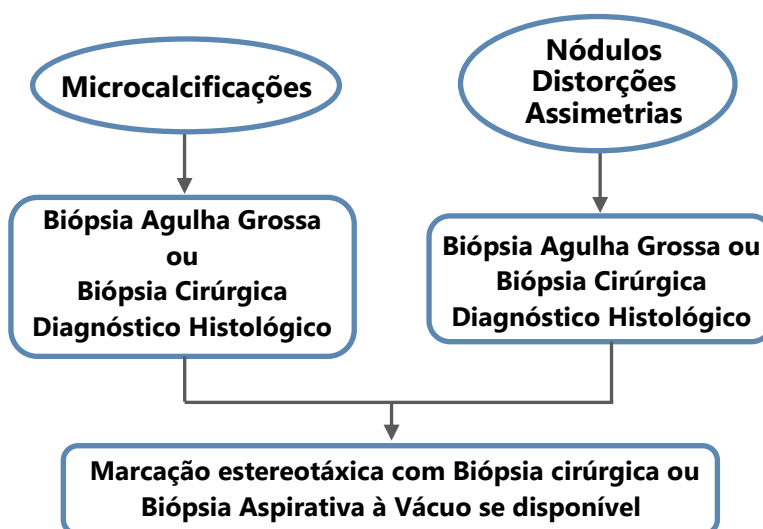 Microcalcificações
Nódulos
Distorções
Assimetrias
Biópsia Agulha Grossa
ou
Biópsia Cirúrgica
Diagnóstico Histológico
Biópsia Agulha Grossa ou
Biópsia Cirúrgica
Diagnóstico Histológico
Marcação estereotáxica com Biópsia cirúrgica ou
Biópsia Aspirativa à Vácuo se disponível